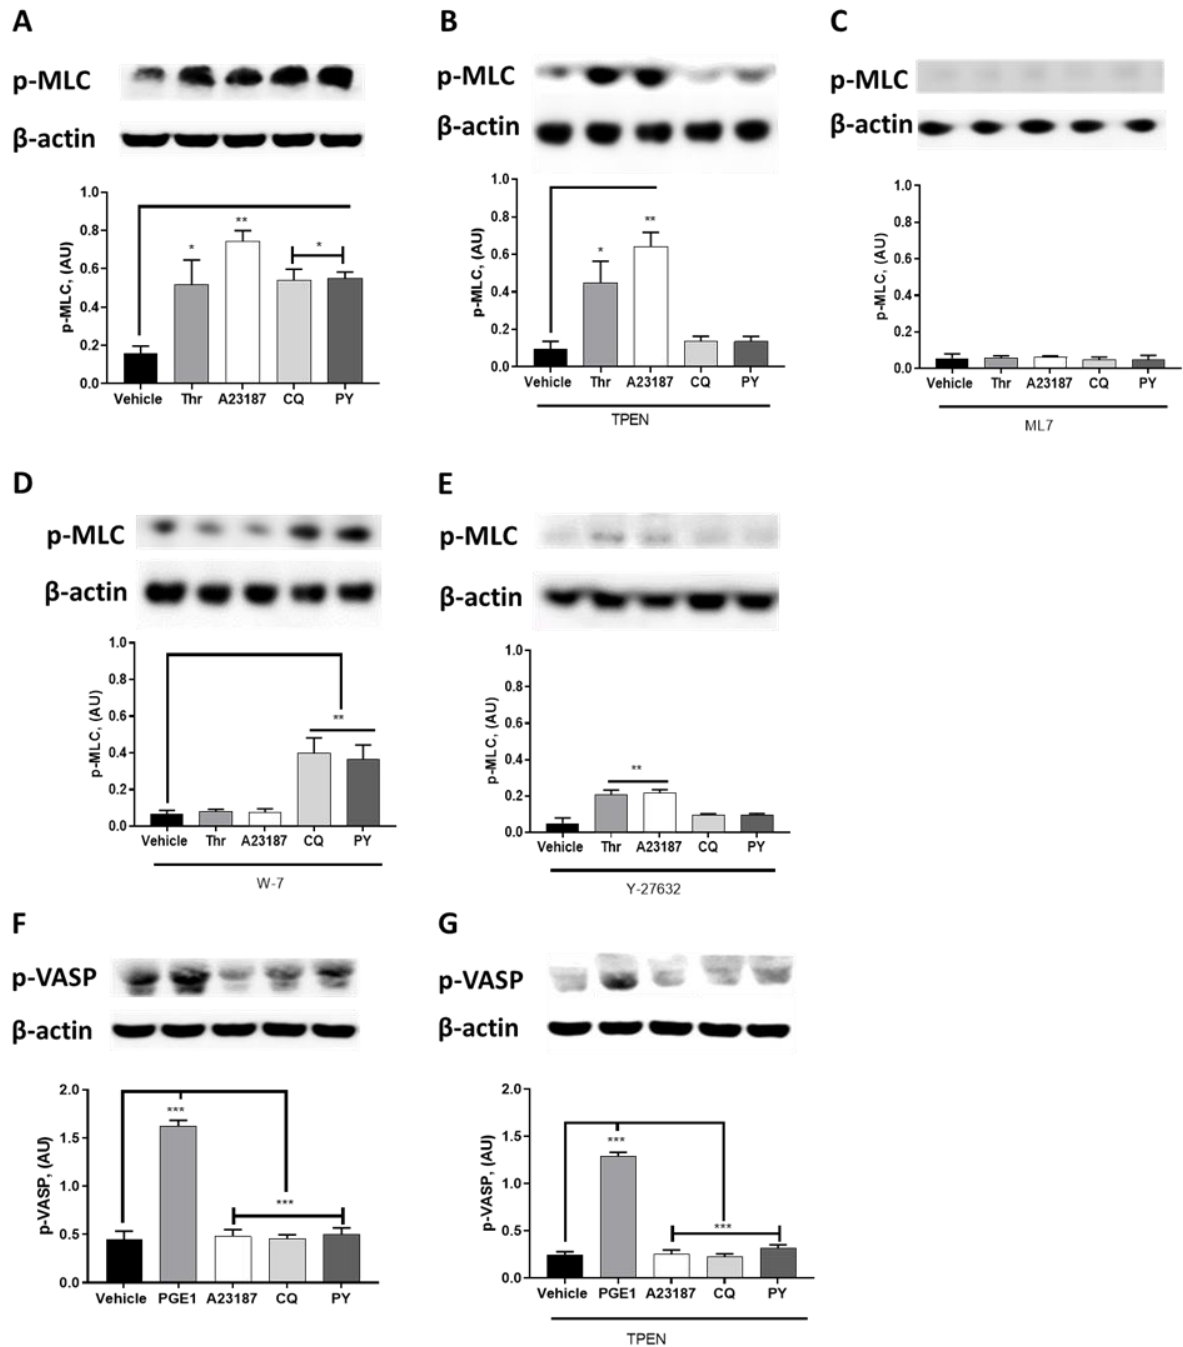 A
p-MLC
β-actin
p-MLC, (AU)
1.0
0.8
0.6
0.4
0.2
0.0
*
**
*
Vehicle Thr A23187 CQ PY
B
p-MLC
β-actin
p-MLC, (AU)
1.0
0.8
0.6
0.4
0.2
0.0
*
**
Vehicle Thr A23187 CQ PY
TPEN
C
p-MLC
β-actin
p-MLC, (AU)
1.0
0.8
0.6
0.4
0.2
0.0
Vehicle Thr A23187 CQ PY
ML7
D
p-MLC
β-actin
p-MLC, (AU)
1.0
0.8
0.6
0.4
0.2
0.0
**
Vehicle Thr A23187 CQ PY
W-7
E
p-MLC
β-actin
p-MLC, (AU)
1.0
0.8
0.6
0.4
0.2
0.0
**
Vehicle Thr A23187 CQ PY
Y-27632
F
p-VASP
β-actin
p-VASP, (AU)
2.0
1.5
1.0
0.5
0.0
***
***
Vehicle PGE1 A23187 CQ PY
G
p-VASP
β-actin
p-VASP, (AU)
2.0
1.5
1.0
0.5
0.0
***
***
Vehicle PGE1 A23187 CQ PY
TPEN